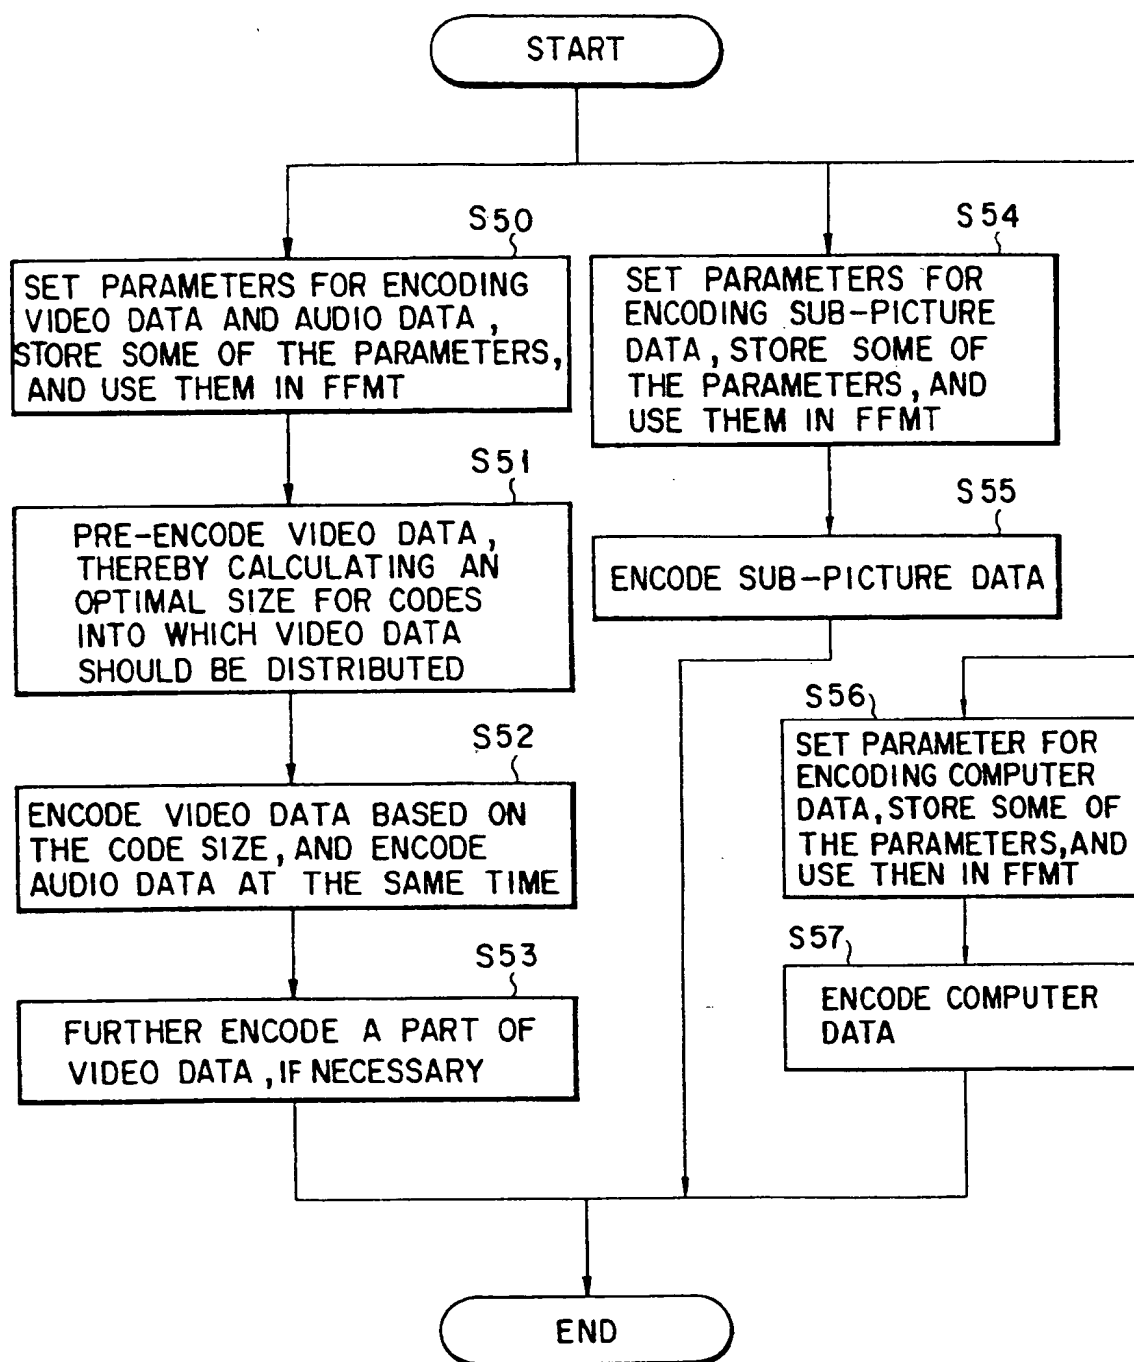 START
S50
SET PARAMETERS FOR ENCODING
VIDEO DATA AND AUDIO DATA,
STORE SOME OF THE PARAMETERS,
AND USE THEM IN FFMT
S51
PRE-ENCODE VIDEO DATA,
THEREBY CALCULATING AN
OPTIMAL SIZE FOR CODES
INTO WHICH VIDEO DATA
SHOULD BE DISTRIBUTED
S52
ENCODE VIDEO DATA BASED ON
THE CODE SIZE, AND ENCODE
AUDIO DATA AT THE SAME TIME
S53
FURTHER ENCODE A PART OF
VIDEO DATA, IF NECESSARY
S54
SET PARAMETERS FOR
ENCODING SUB-PICTURE
DATA, STORE SOME OF
THE PARAMETERS, AND
USE THEM IN FFMT
S55
ENCODE SUB-PICTURE DATA
S56
SET PARAMETER FOR
ENCODING COMPUTER
DATA, STORE SOME OF
THE PARAMETERS, AND
USE THEN IN FFMT
S57
ENCODE COMPUTER
DATA
END